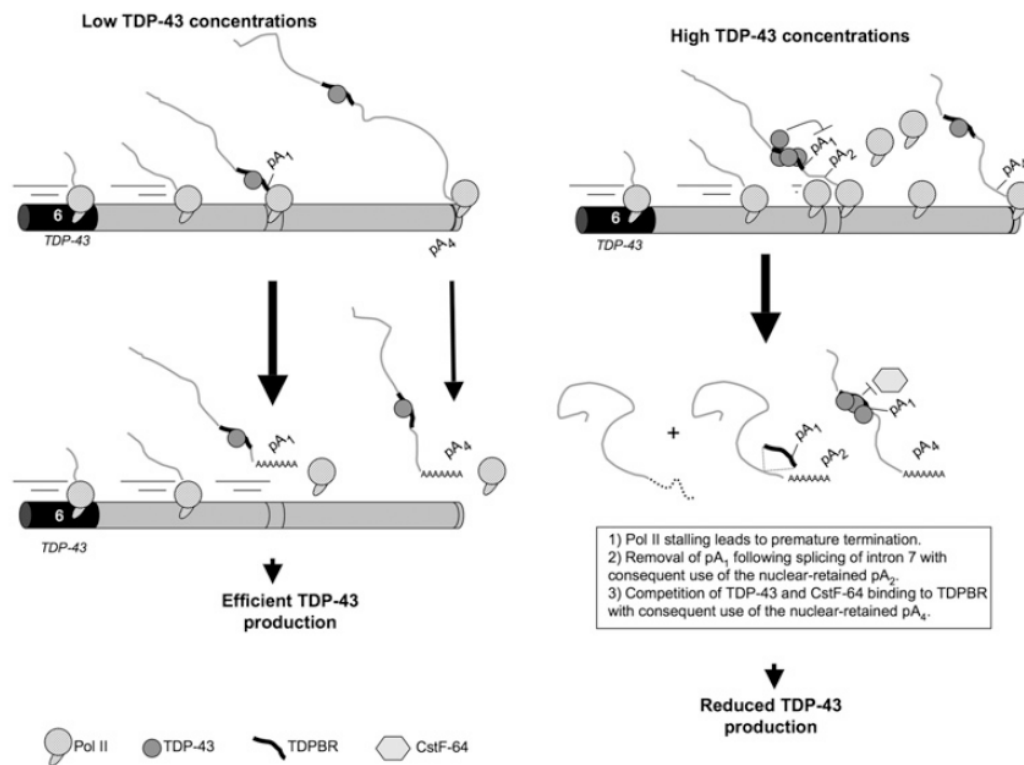 Low TDP-43 concentrations
pA₁
6
TDP-43
pA₄
pA₁
AAAAAAA
pA₄
AAAAAAA
6
TDP-43
Efficient TDP-43
production
High TDP-43 concentrations
pA₁
pA₂
pA₄
6
TDP-43
+
pA₁
pA₂
AAAAAAA
pA₁
pA₄
AAAAAAA
1) Pol II stalling leads to premature termination.
2) Removal of pA₁ following splicing of intron 7 with
consequent use of the nuclear-retained pA₂.
3) Competition of TDP-43 and CstF-64 binding to TDPBR
with consequent use of the nuclear-retained pA₄.
Reduced TDP-43
production
Pol II
TDP-43
TDPBR
CstF-64